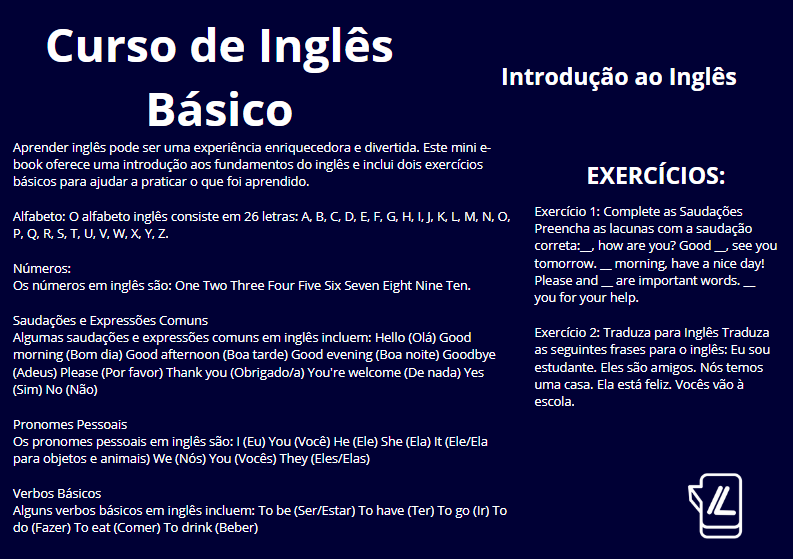 Curso de Inglês
Básico
Aprender inglês pode ser uma experiência enriquecedora e divertida. Este mini e-
book oferece uma introdução aos fundamentos do inglês e inclui dois exercícios
básicos para ajudar a praticar o que foi aprendido.
Alfabeto: O alfabeto inglês consiste em 26 letras: A, B, C, D, E, F, G, H, I, J, K, L, M, N, O,
P, Q, R, S, T, U, V, W, X, Y, Z.
Números:
Os números em inglês são: One Two Three Four Five Six Seven Eight Nine Ten.
Saudações e Expressões Comuns
Algumas saudações e expressões comuns em inglês incluem: Hello (Olá) Good
morning (Bom dia) Good afternoon (Boa tarde) Good evening (Boa noite) Goodbye
(Adeus) Please (Por favor) Thank you (Obrigado/a) You're welcome (De nada) Yes
(Sim) No (Não)
Pronomes Pessoais
Os pronomes pessoais em inglês são: I (Eu) You (Você) He (Ele) She (Ela) It (Ele/Ela
para objetos e animais) We (Nós) You (Vocês) They (Eles/Elas)
Verbos Básicos
Alguns verbos básicos em inglês incluem: To be (Ser/Estar) To have (Ter) To go (Ir) To
do (Fazer) To eat (Comer) To drink (Beber)
Introdução ao Inglês
EXERCÍCIOS:
Exercício 1: Complete as Saudações
Preencha as lacunas com a saudação
correta:__, how are you? Good __, see you
tomorrow. __ morning, have a nice day!
Please and __ are important words. __
you for your help.
Exercício 2: Traduza para Inglês Traduza
as seguintes frases para o inglês: Eu sou
estudante. Eles são amigos. Nós temos
uma casa. Ela está feliz. Vocês vão à
escola.